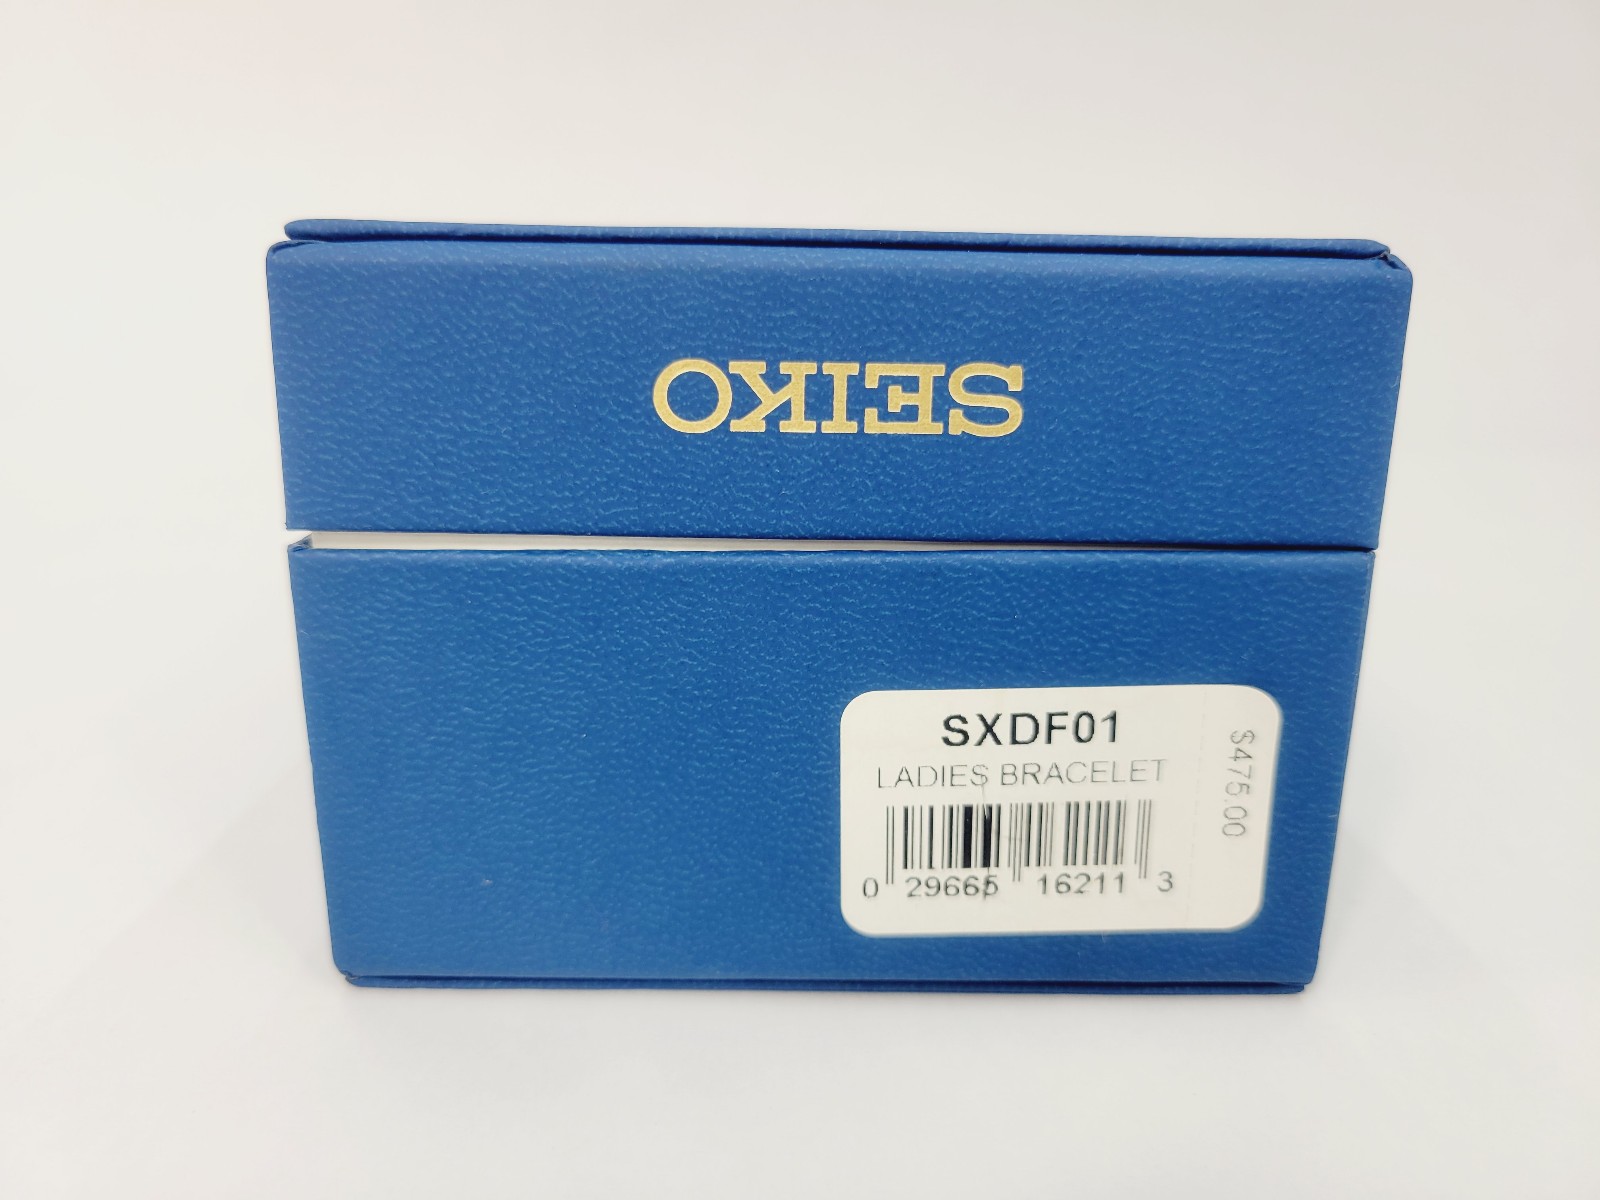 SEIKO
SXDF01
LADIES BRACELET
0 29665 16211 3
$475.00